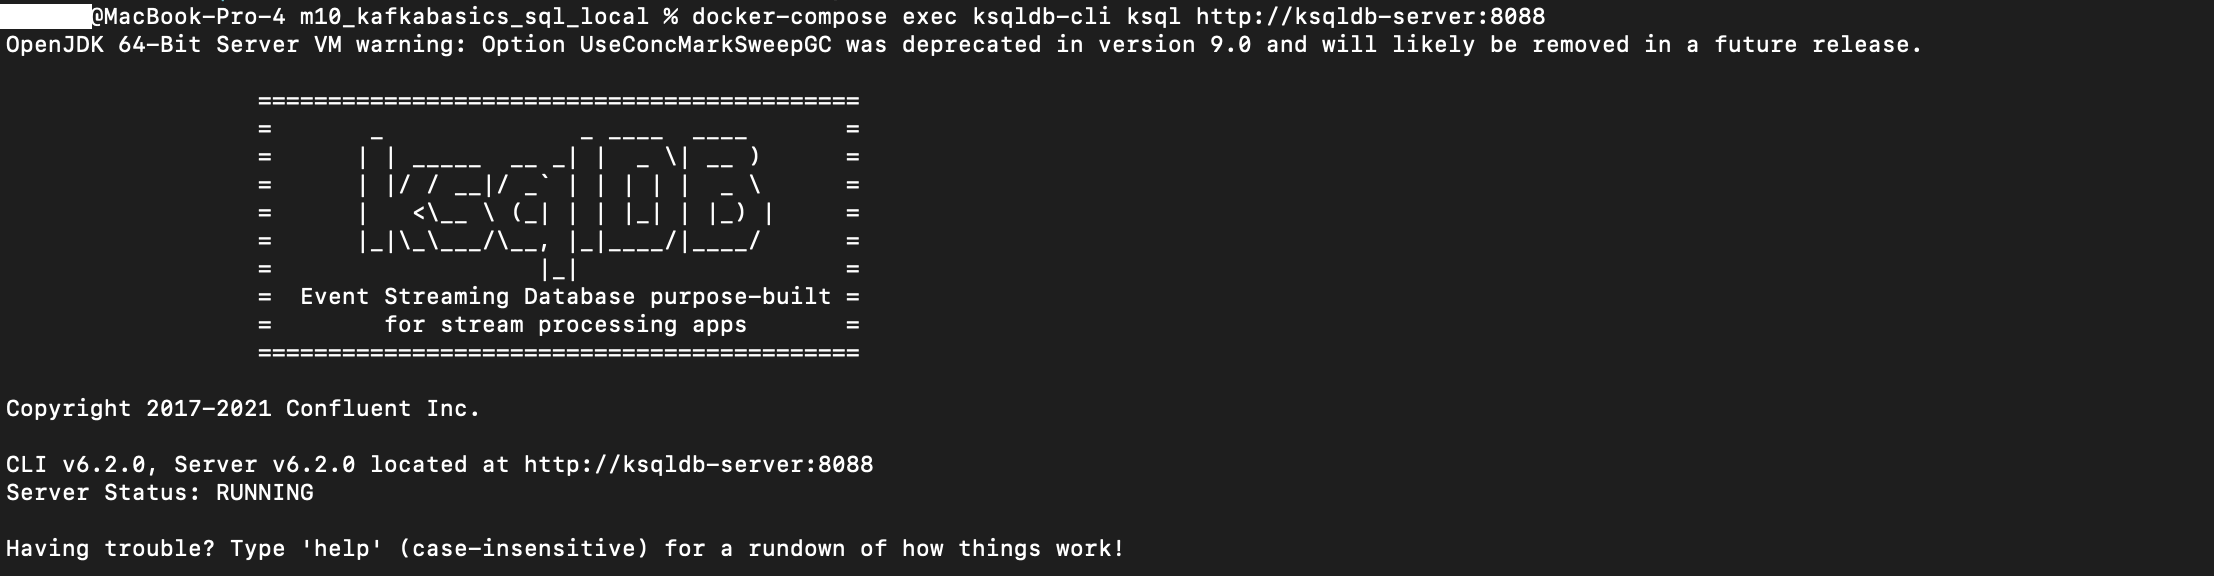 @MacBook-Pro-4 m10_kafkabasics_sql_local % docker-compose exec ksqldb-cli ksql http://ksqldb-server:8088
OpenJDK 64-Bit Server VM warning: Option UseConcMarkSweepGC was deprecated in version 9.0 and will likely be removed in a future release.
                  ===========================================
                  =       _              _ ____  ____       =
                  =      | | _____  __ _| |  _ \| __ )      =
                  =      | |/ / __|/ _` | | | | |  _ \      =
                  =      |   <\__ \ (_| | | |_| | |_) |     =
                  =      |_|\_\___/\__, |_|____/|____/      =
                  =                   |_|                   =
                  =  Event Streaming Database purpose-built =
                  =        for stream processing apps       =
                  ===========================================
Copyright 2017-2021 Confluent Inc.
CLI v6.2.0, Server v6.2.0 located at http://ksqldb-server:8088
Server Status: RUNNING
Having trouble? Type 'help' (case-insensitive) for a rundown of how things work!